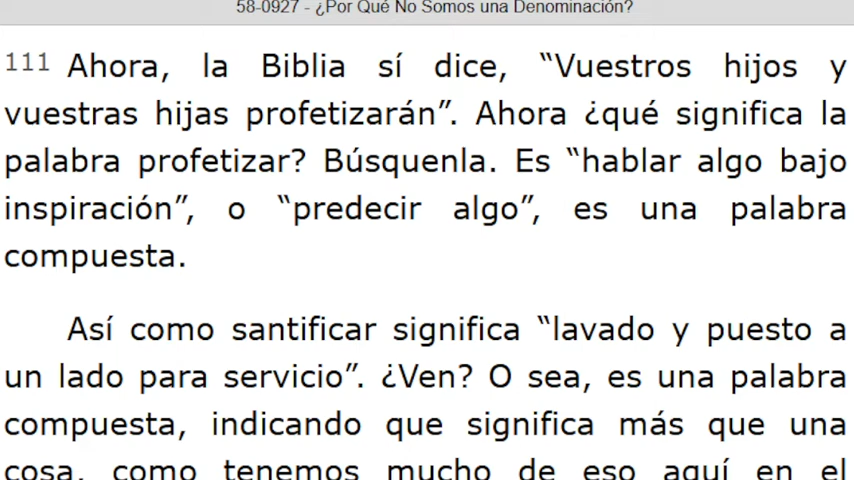 58-0927 - ¿Por Qué No Somos una Denominación?
111 Ahora, la Biblia sí dice, “Vuestros hijos y
vuestras hijas profetizarán”. Ahora ¿qué significa la
palabra profetizar? Búsquenla. Es “hablar algo bajo
inspiración”, o “predecir algo”, es una palabra
compuesta.
Así como santificar significa “lavado y puesto a
un lado para servicio”. ¿Ven? O sea, es una palabra
compuesta, indicando que significa más que una
cosa, como tenemos mucho de eso aquí en el